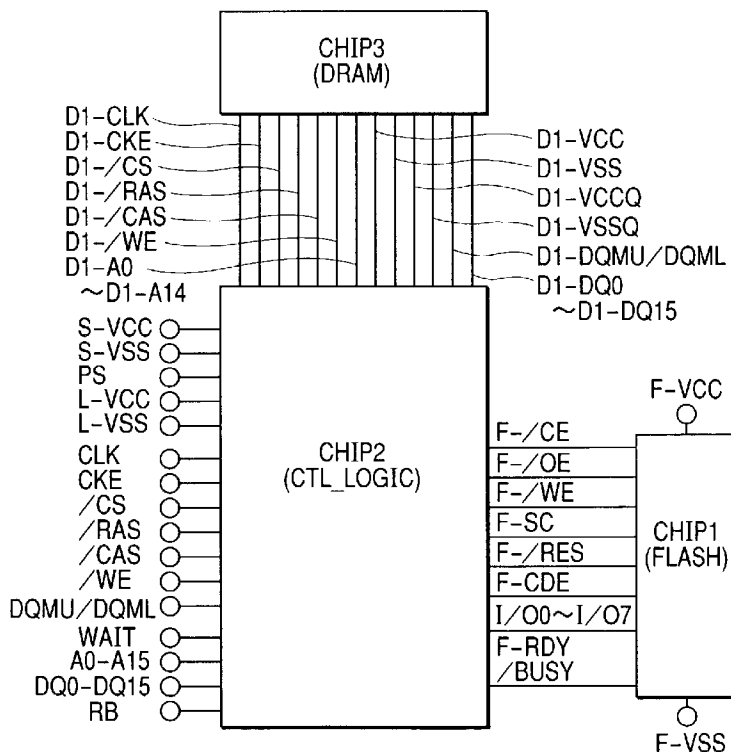 CHIP3
(DRAM)
D1-CLK
D1-CKE
D1-/CS
D1-/RAS
D1-/CAS
D1-/WE
D1-A0
~D1-A14
D1-VCC
D1-VSS
D1-VCCQ
D1-VSSQ
D1-DQMU/DQML
D1-DQ0
~D1-DQ15
S-VCC
S-VSS
PS
L-VCC
L-VSS
CLK
CKE
/CS
/RAS
/CAS
/WE
DQMU/DQML
WAIT
A0-A15
DQ0-DQ15
RB
CHIP2
(CTL_LOGIC)
F-/CE
F-/OE
F-/WE
F-SC
F-/RES
F-CDE
I/O0~I/O7
F-RDY
/BUSY
F-VCC
CHIP1
(FLASH)
F-VSS